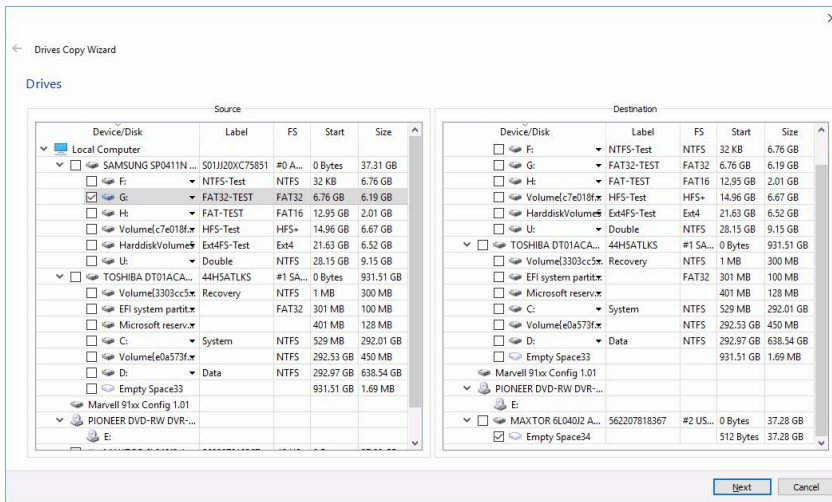 Drives Copy Wizard
Drives
Source
Device/Disk Label FS Start Size
Local Computer
SAMSUNG SP0411N ... S01JJ20XC75851 #0 A... 0 Bytes 37.31 GB
F: NTFS-Test NTFS 32 KB 6.76 GB
G: FAT32-TEST FAT32 6.76 GB 6.19 GB
H: FAT-TEST FAT16 12.95 GB 2.01 GB
Volume{c7e018f. HFS-Test HFS+ 14.96 GB 6.67 GB
HarddiskVolume5 Ext4FS-Test Ext4 21.63 GB 6.52 GB
U: Double NTFS 28.15 GB 9.15 GB
TOSHIBA DT01ACA... 44H5ATLKS #1 SA... 0 Bytes 931.51 GB
Volume{3303cc5. Recovery NTFS 1 MB 300 MB
EFI system partit. FAT32 301 MB 100 MB
Microsoft reserv. 401 MB 128 MB
C: System NTFS 529 MB 292.01 GB
Volume{e0a573f. NTFS 292.53 GB 450 MB
D: Data NTFS 292.97 GB 638.54 GB
Empty Space33 931.51 GB 1.69 MB
Marvell 91xx Config 1.01
PIONEER DVD-RW DVR-...
E:
Destination
Device/Disk Label FS Start Size
F: NTFS-Test NTFS 32 KB 6.76 GB
G: FAT32-TEST FAT32 6.76 GB 6.19 GB
H: FAT-TEST FAT16 12.95 GB 2.01 GB
Volume{c7e018f. HFS-Test HFS+ 14.96 GB 6.67 GB
HarddiskVolume5 Ext4FS-Test Ext4 21.63 GB 6.52 GB
U: Double NTFS 28.15 GB 9.15 GB
TOSHIBA DT01ACA... 44H5ATLKS #1 SA... 0 Bytes 931.51 GB
Volume{3303cc5. Recovery NTFS 1 MB 300 MB
EFI system partit. FAT32 301 MB 100 MB
Microsoft reserv. 401 MB 128 MB
C: System NTFS 529 MB 292.01 GB
Volume{e0a573f. NTFS 292.53 GB 450 MB
D: Data NTFS 292.97 GB 638.54 GB
Empty Space33 931.51 GB 1.69 MB
Marvell 91xx Config 1.01
PIONEER DVD-RW DVR-...
E:
MAXTOR 6L040J2 A... 562207818367 #2 US... 0 Bytes 37.28 GB
Empty Space34 512 Bytes 37.28 GB
Next Cancel